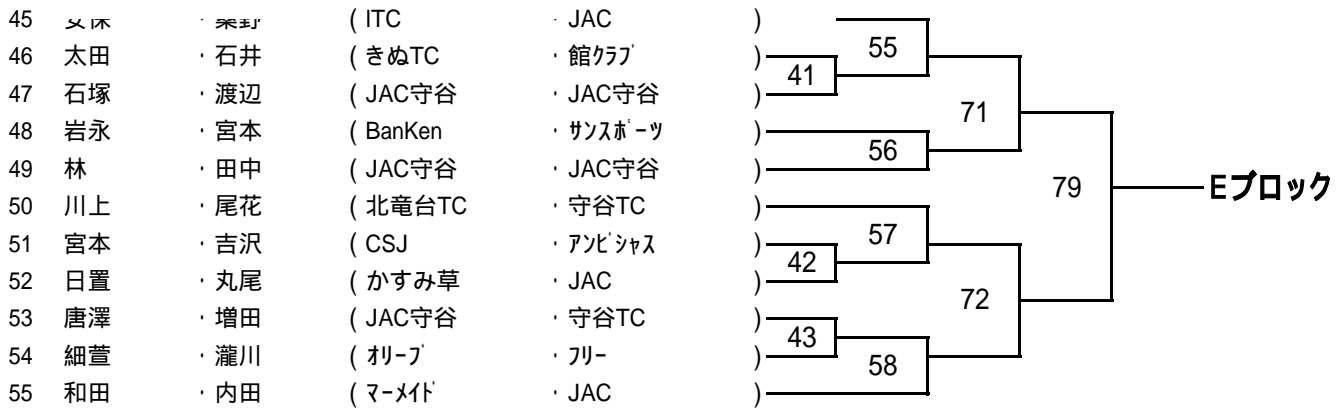 45 ・ ( ITC ・ JAC )
46 太田 ・石井 ( きぬTC ・館ｸﾗﾌﾞ )
47 石塚 ・渡辺 ( JAC守谷 ・JAC守谷 )
48 岩永 ・宮本 ( BanKen ・ｻﾝｽﾎﾟｰﾂ )
49 林 ・田中 ( JAC守谷 ・JAC守谷 )
50 川上 ・尾花 ( 北竜台TC ・守谷TC )
51 宮本 ・吉沢 ( CSJ ・ｱﾝﾋﾞｼｬｽ )
52 日置 ・丸尾 ( かすみ草 ・JAC )
53 唐澤 ・増田 ( JAC守谷 ・守谷TC )
54 細萱 ・瀧川 ( ｵﾘｰﾌﾞ ・ﾌﾘｰ )
55 和田 ・内田 ( ﾏｰﾒｲﾄﾞ ・JAC )
55
41
71
56
79
Eブロック
57
42
72
43
58